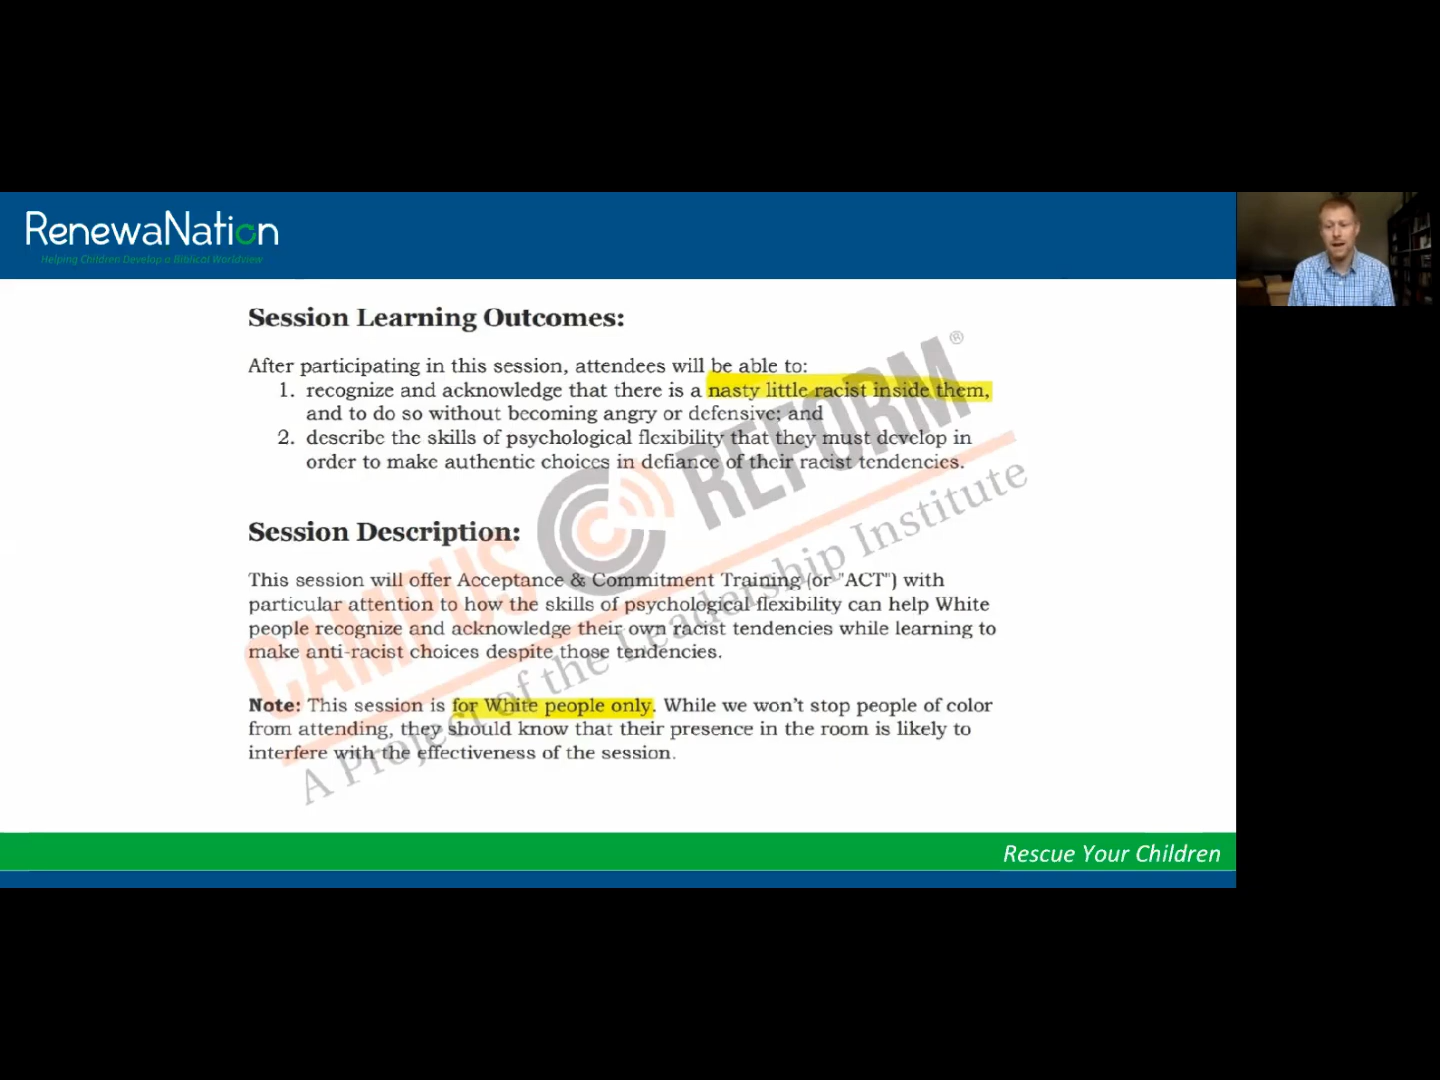 RenewaNation
Helping Children Develop a Biblical Worldview
Session Learning Outcomes:
After participating in this session, attendees will be able to:
1. recognize and acknowledge that there is a nasty little racist inside them,
and to do so without becoming angry or defensive; and
2. describe the skills of psychological flexibility that they must develop in
order to make authentic choices in defiance of their racist tendencies.
Session Description:
This session will offer Acceptance & Commitment Training (or "ACT") with
particular attention to how the skills of psychological flexibility can help White
people recognize and acknowledge their own racist tendencies while learning to
make anti-racist choices despite those tendencies.
Note: This session is for White people only. While we won't stop people of color
from attending, they should know that their presence in the room is likely to
interfere with the effectiveness of the session.
CAMPUS REFORM®
A Project of the Leadership Institute
Rescue Your Children